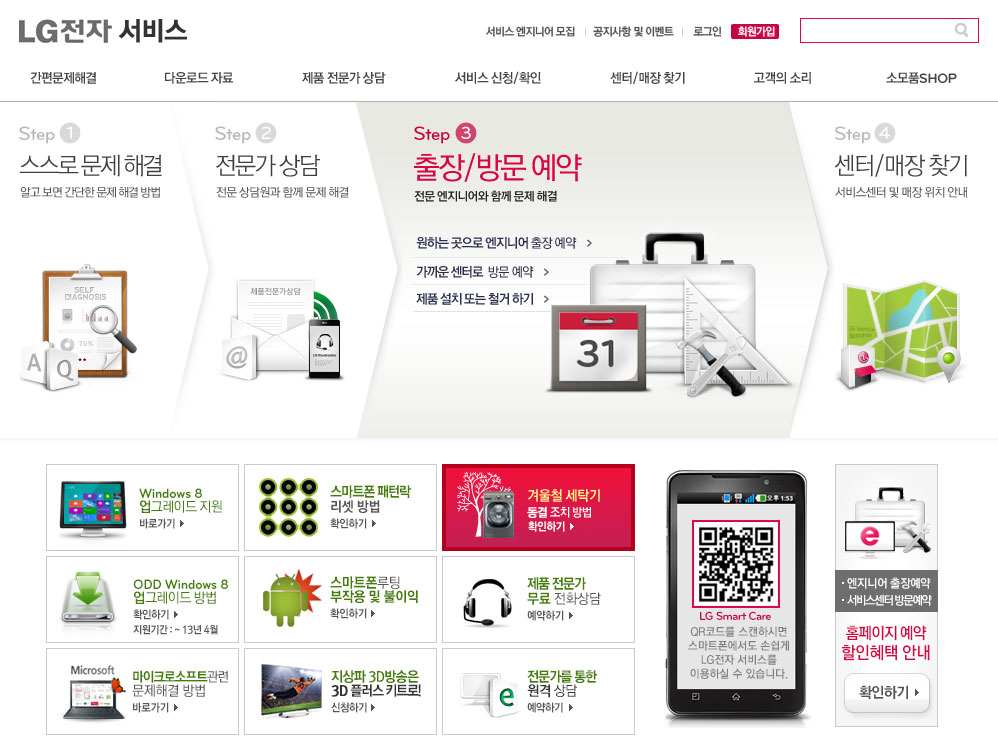 LG전자 서비스
서비스 엔지니어 모집 공지사항 및 이벤트 로그인 회원가입
간편문제해결 다운로드 자료 제품 전문가 상담 서비스 신청/확인 센터/매장 찾기 고객의 소리 소모품SHOP
Step 1
스스로 문제 해결
알고 보면 간단한 문제 해결 방법
SELF
DIAGNOSIS
70%
A Q
Step 2
전문가 상담
전문 상담원과 함께 문제 해결
제품전문가상담
@
LG Electronics
Step 3
출장/방문 예약
전문 엔지니어와 함께 문제 해결
원하는 곳으로 엔지니어 출장 예약 >
가까운 센터로 방문 예약 >
제품 설치 또는 철거 하기 >
31
Step 4
센터/매장 찾기
서비스센터 및 매장 위치 안내
LG Service
LG
Windows 8
업그레이드 지원
바로가기
스마트폰 패턴락
리셋 방법
확인하기
겨울철 세탁기
동결 조치 방법
확인하기
ODD Windows 8
업그레이드 방법
확인하기
지원기간 : ~ 13년 4월
스마트폰루팅
부작용 및 불이익
확인하기
제품 전문가
무료 전화상담
예약하기
Microsoft
마이크로소프트관련
문제해결 방법
바로가기
지상파 3D방송은
3D 플러스 키트로!
신청하기
e
전문가를 통한
원격 상담
예약하기
오후 1:53
LG Smart Care
QR코드를 스캔하시면
스마트폰에서도 손쉽게
LG전자 서비스를
이용하실 수 있습니다.
e
· 엔지니어 출장예약
· 서비스센터 방문예약
홈페이지 예약
할인혜택 안내
확인하기